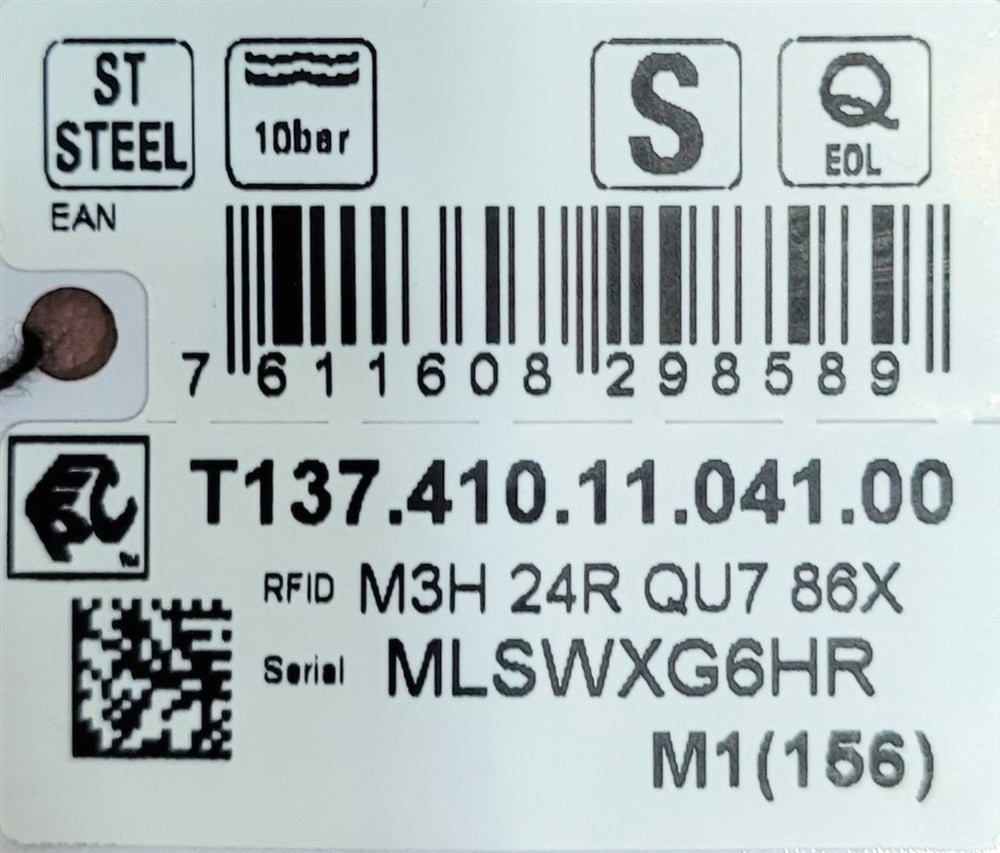 ST
STEEL
10bar
S
Q
EOL
EAN
7 611608 298589
T137.410.11.041.00
RFID M3H 24R QU7 86X
Serial MLSWXG6HR
M1(156)